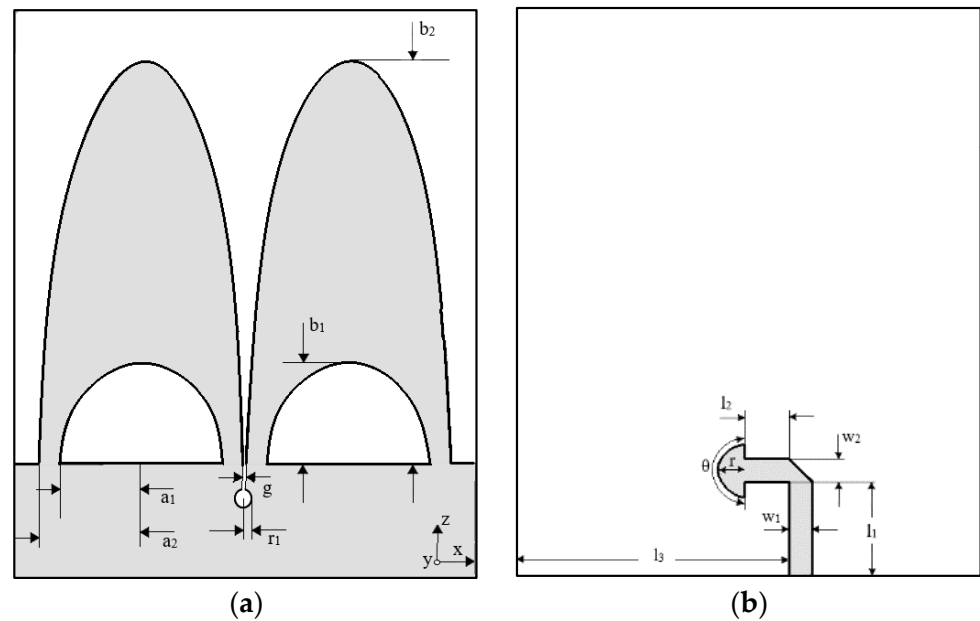 b₂
b₁
g
a₁
z
r₁
a₂
y
x
(a)
l₂
w₂
θ
r
w₁
l₁
l₃
(b)